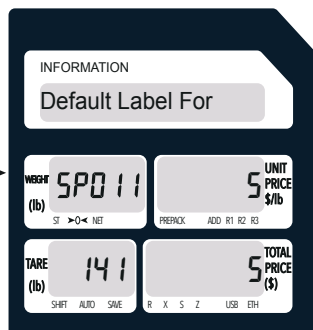 INFORMATION
Default Label For
WEIGHT (lb) SP011 5 UNIT PRICE $/lb
ST >0< NET PREPACK ADD R1 R2 R3
TARE (lb) 141 5 TOTAL PRICE ($)
SHIFT AUTO SAVE R X S Z USB ETH